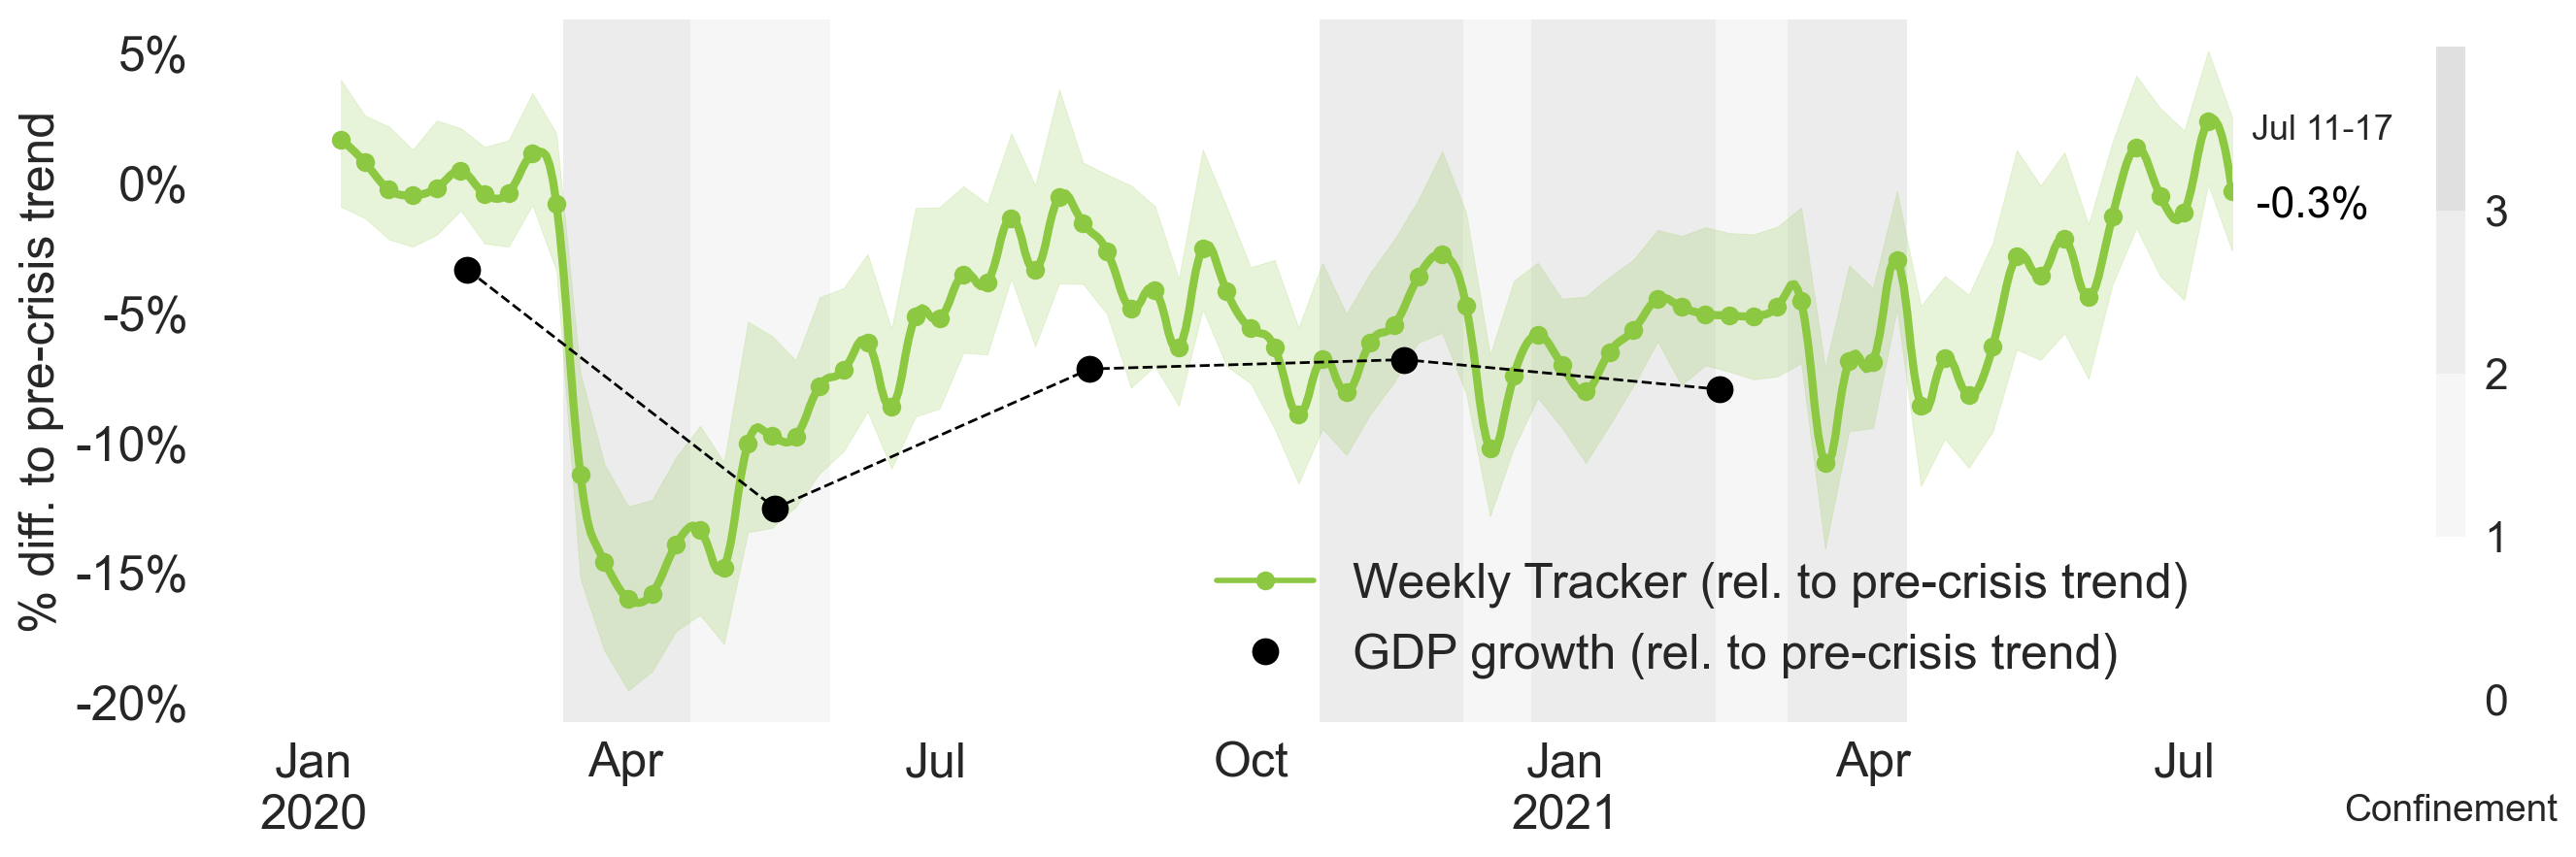 % diff. to pre-crisis trend
5%
0%
-5%
-10%
-15%
-20%
Jan
2020
Apr
Jul
Oct
Jan
2021
Apr
Jul
Jul 11-17
-0.3%
Weekly Tracker (rel. to pre-crisis trend)
GDP growth (rel. to pre-crisis trend)
3
2
1
0
Confinement